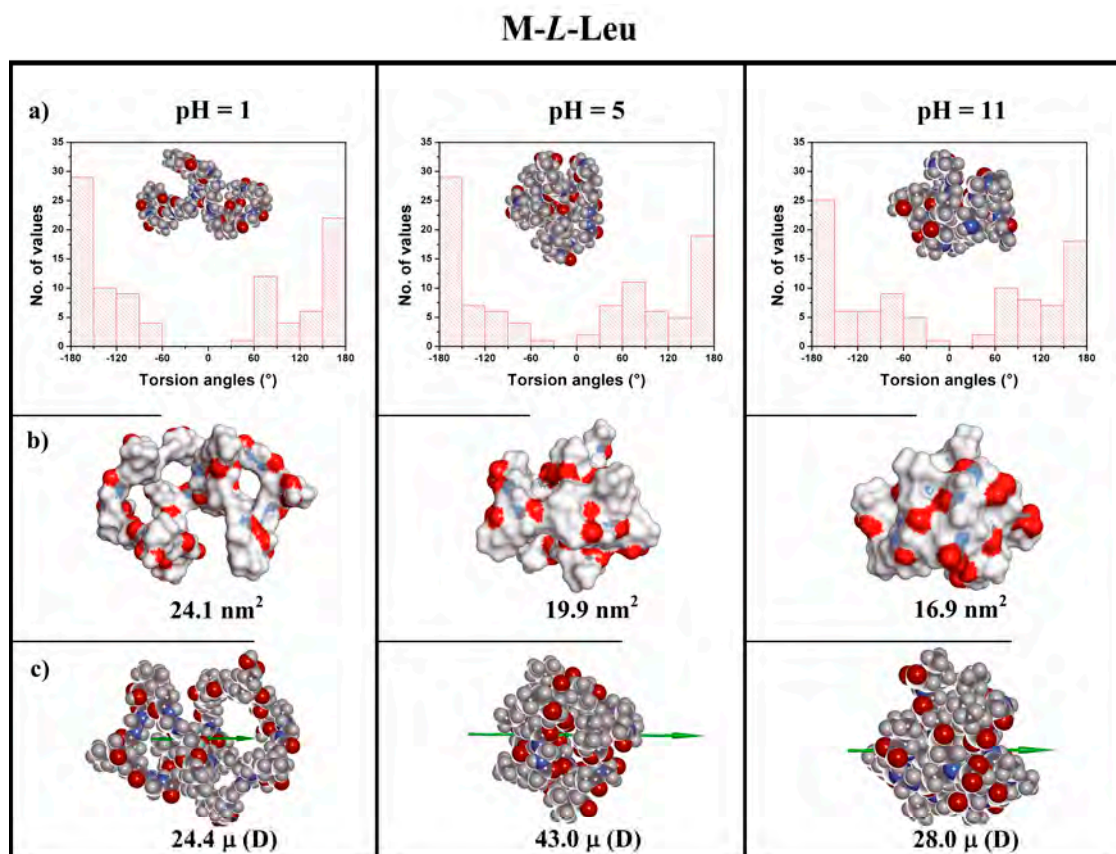 M-L-Leu
a) pH = 1 pH = 5 pH = 11
35
30
25
20
15
10
5
0
No. of values
-180 -120 -60 0 60 120 180
Torsion angles (°)
35
30
25
20
15
10
5
0
No. of values
-180 -120 -60 0 60 120 180
Torsion angles (°)
35
30
25
20
15
10
5
0
No. of values
-180 -120 -60 0 60 120 180
Torsion angles (°)
b)
24.1 nm² 19.9 nm² 16.9 nm²
c)
24.4 μ (D) 43.0 μ (D) 28.0 μ (D)